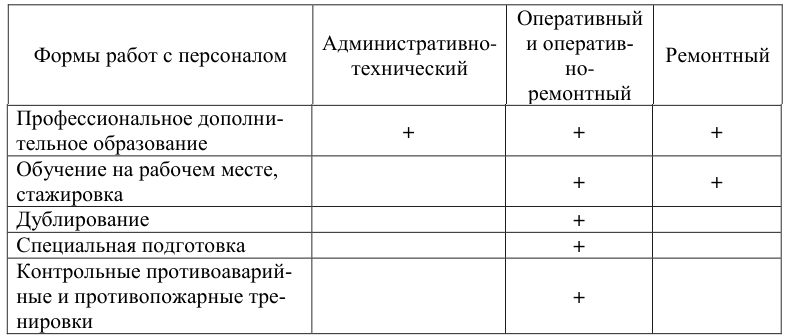 Формы работ с персоналом
Административно-
технический
Оперативный
и оператив-
но-
ремонтный
Ремонтный
Профессиональное дополни-
тельное образование
+ + +
Обучение на рабочем месте,
стажировка
+ +
Дублирование
+
Специальная подготовка
+
Контрольные противоаварий-
ные и противопожарные тре-
нировки
+